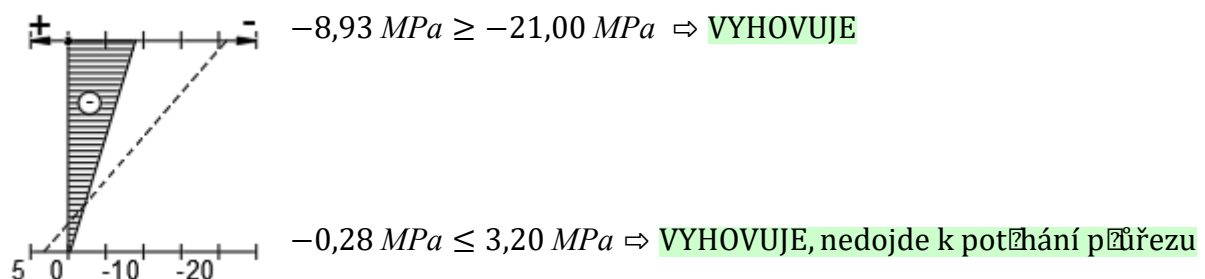 + -
−8,93 MPa ≥ −21,00 MPa ⇨ VYHOVUJE
-
−0,28 MPa ≤ 3,20 MPa ⇨ VYHOVUJE, nedojde k
5 0 -10 -20